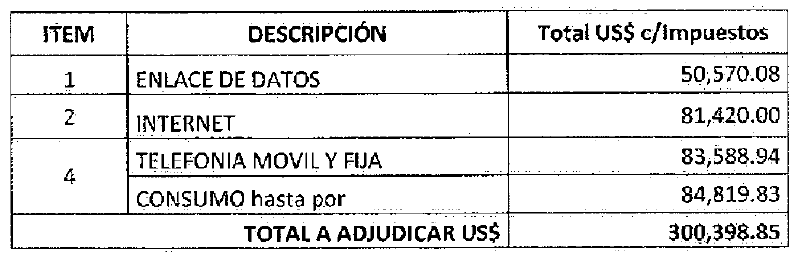 ITEM DESCRIPCIÓN Total US$ c/Impuestos
1 ENLACE DE DATOS 50,570.08
2 INTERNET 81,420.00
4 TELEFONIA MOVIL Y FIJA 83,588.94
CONSUMO hasta por 84,819.83
TOTAL A ADJUDICAR US$ 300,398.85